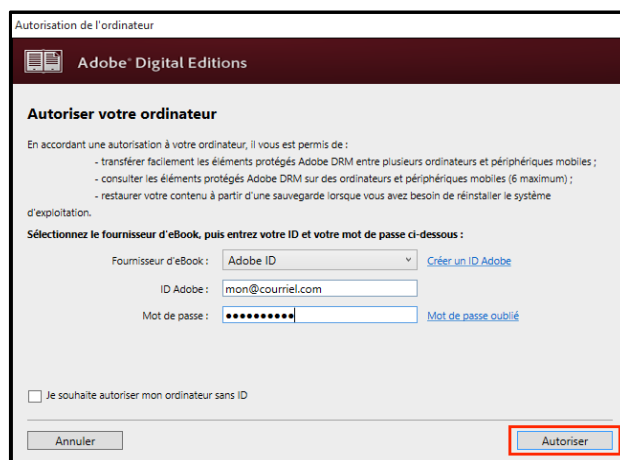 Autorisation de l'ordinateur
Adobe® Digital Editions
Autoriser votre ordinateur
En accordant une autorisation à votre ordinateur, il vous est permis de :
- transférer facilement les éléments protégés Adobe DRM entre plusieurs ordinateurs et périphériques mobiles ;
- consulter les éléments protégés Adobe DRM sur des ordinateurs et périphériques mobiles (6 maximum) ;
- restaurer votre contenu à partir d'une sauvegarde lorsque vous avez besoin de réinstaller le système
d'exploitation.
Sélectionnez le fournisseur d'eBook, puis entrez votre ID et votre mot de passe ci-dessous :
Fournisseur d'eBook : Adobe ID Créer un ID Adobe
ID Adobe : mon@courriel.com
Mot de passe : ●●●●●●●●●● Mot de passe oublié
Je souhaite autoriser mon ordinateur sans ID
Annuler Autoriser